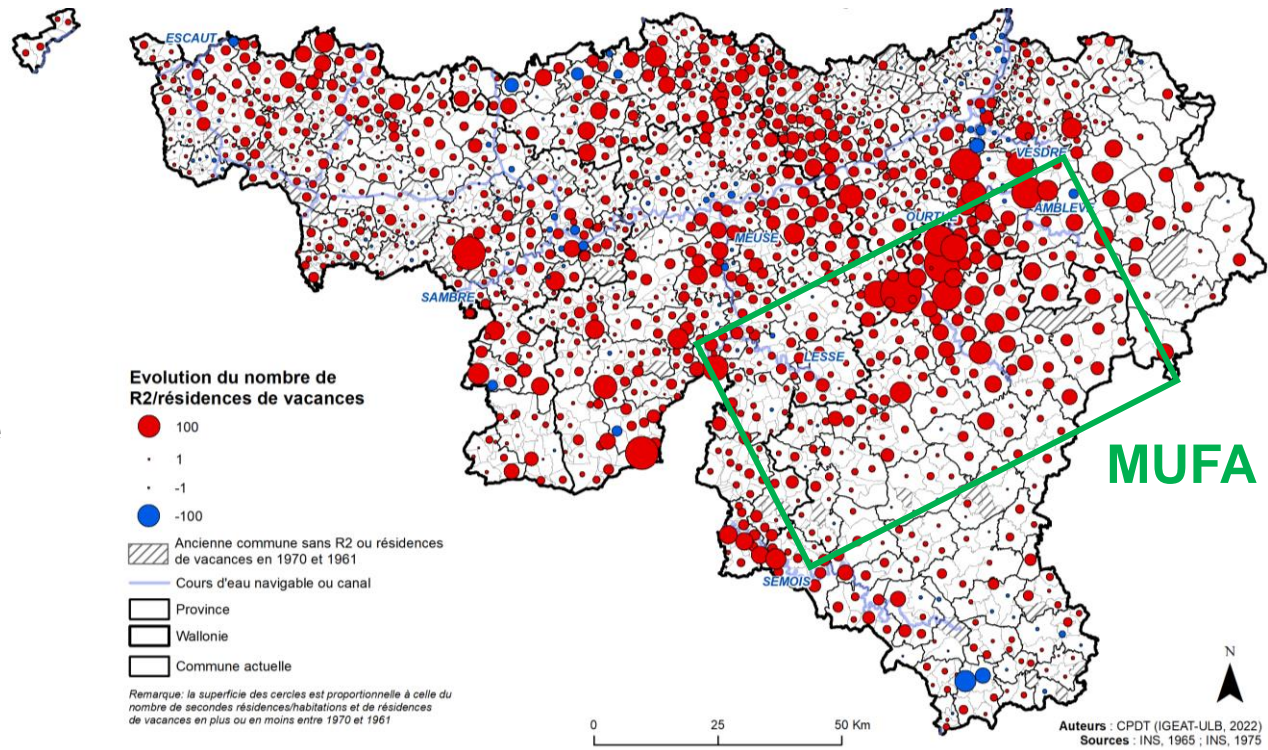 ESCAUT
VESDRE
AMBLEVE
OURTHE
MEUSE
SAMBRE
LESSE
SEMOIS
MUFA
Evolution du nombre de
R2/résidences de vacances
100
1
-1
-100
Ancienne commune sans R2 ou résidences
de vacances en 1970 et 1961
Cours d'eau navigable ou canal
Province
Wallonie
Commune actuelle
Remarque: la superficie des cercles est proportionnelle à celle du
nombre de secondes résidences/habitations et de résidences
de vacances en plus ou en moins entre 1970 et 1961
0 25 50 Km
N
Auteurs : CPDT (IGEAT-ULB, 2022)
Sources : INS, 1965 ; INS, 1975